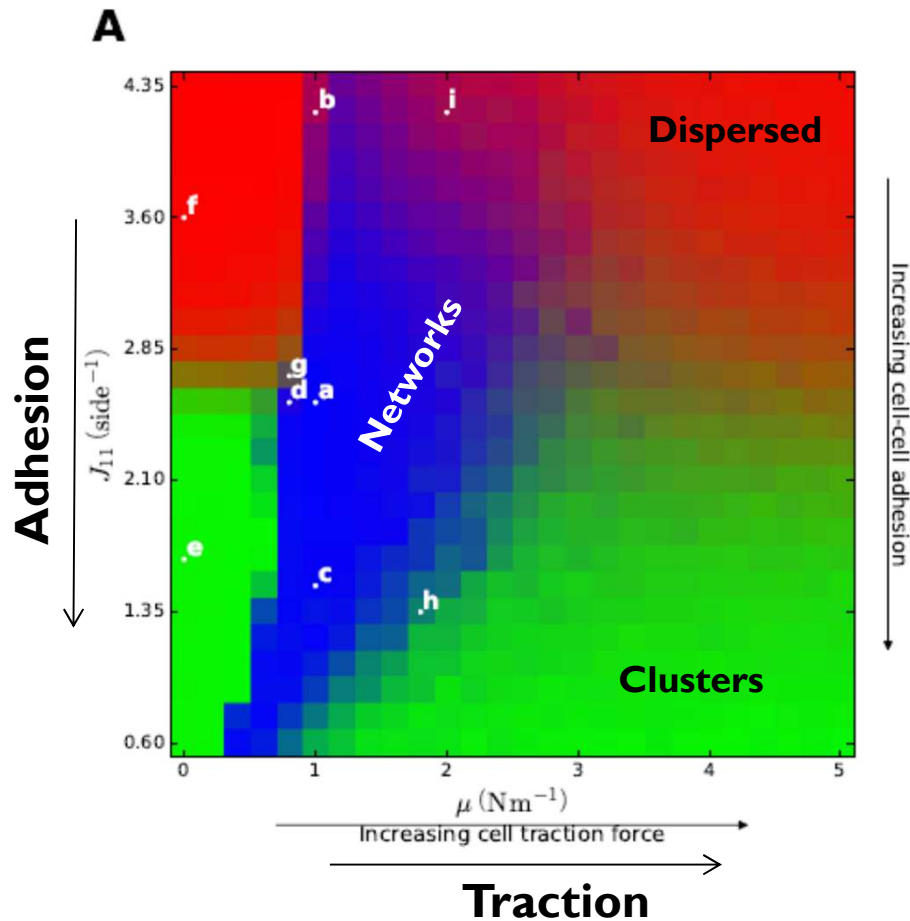 A
4.35
3.60
2.85
2.10
1.35
0.60
b
i
Dispersed
f
Networks
g
d
a
e
c
h
Clusters
Adhesion
J₁₁ (side⁻¹)
Increasing cell-cell adhesion
0
1
2
3
4
5
μ (Nm⁻¹)
Increasing cell traction force
Traction